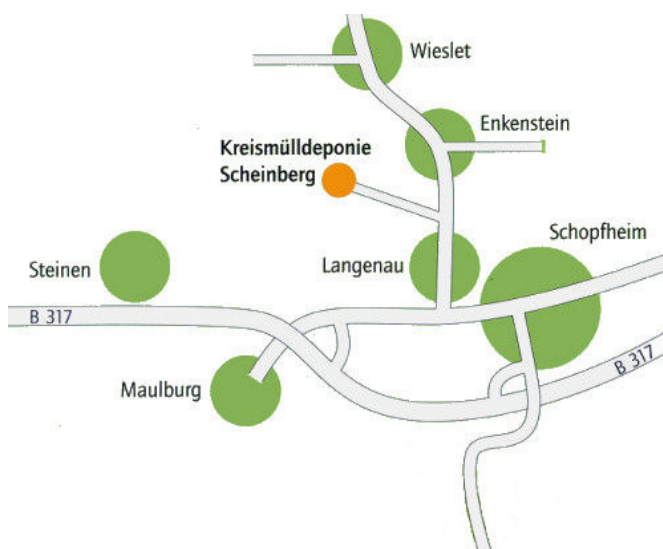 Wieslet
Enkenstein
Kreismülldeponie
Scheinberg
Schopfheim
Steinen
Langenau
B 317
B 317
Maulburg